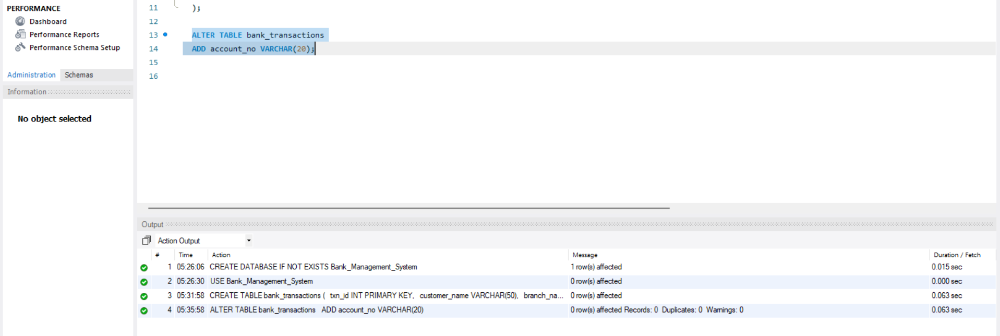 PERFORMANCE
Dashboard
Performance Reports
Performance Schema Setup
Administration Schemas
Information
No object selected
11 );
12
13 ALTER TABLE bank_transactions
14 ADD account_no VARCHAR(20);
15
16
Output
Action Output
# Time Action Message Duration / Fetch
1 05:26:06 CREATE DATABASE IF NOT EXISTS Bank_Management_System 1 row(s) affected 0.015 sec
2 05:26:30 USE Bank_Management_System 0 row(s) affected 0.000 sec
3 05:31:58 CREATE TABLE bank_transactions ( txn_id INT PRIMARY KEY, customer_name VARCHAR(50), branch_na... 0 row(s) affected 0.063 sec
4 05:35:58 ALTER TABLE bank_transactions ADD account_no VARCHAR(20) 0 row(s) affected Records: 0 Duplicates: 0 Warnings: 0 0.063 sec